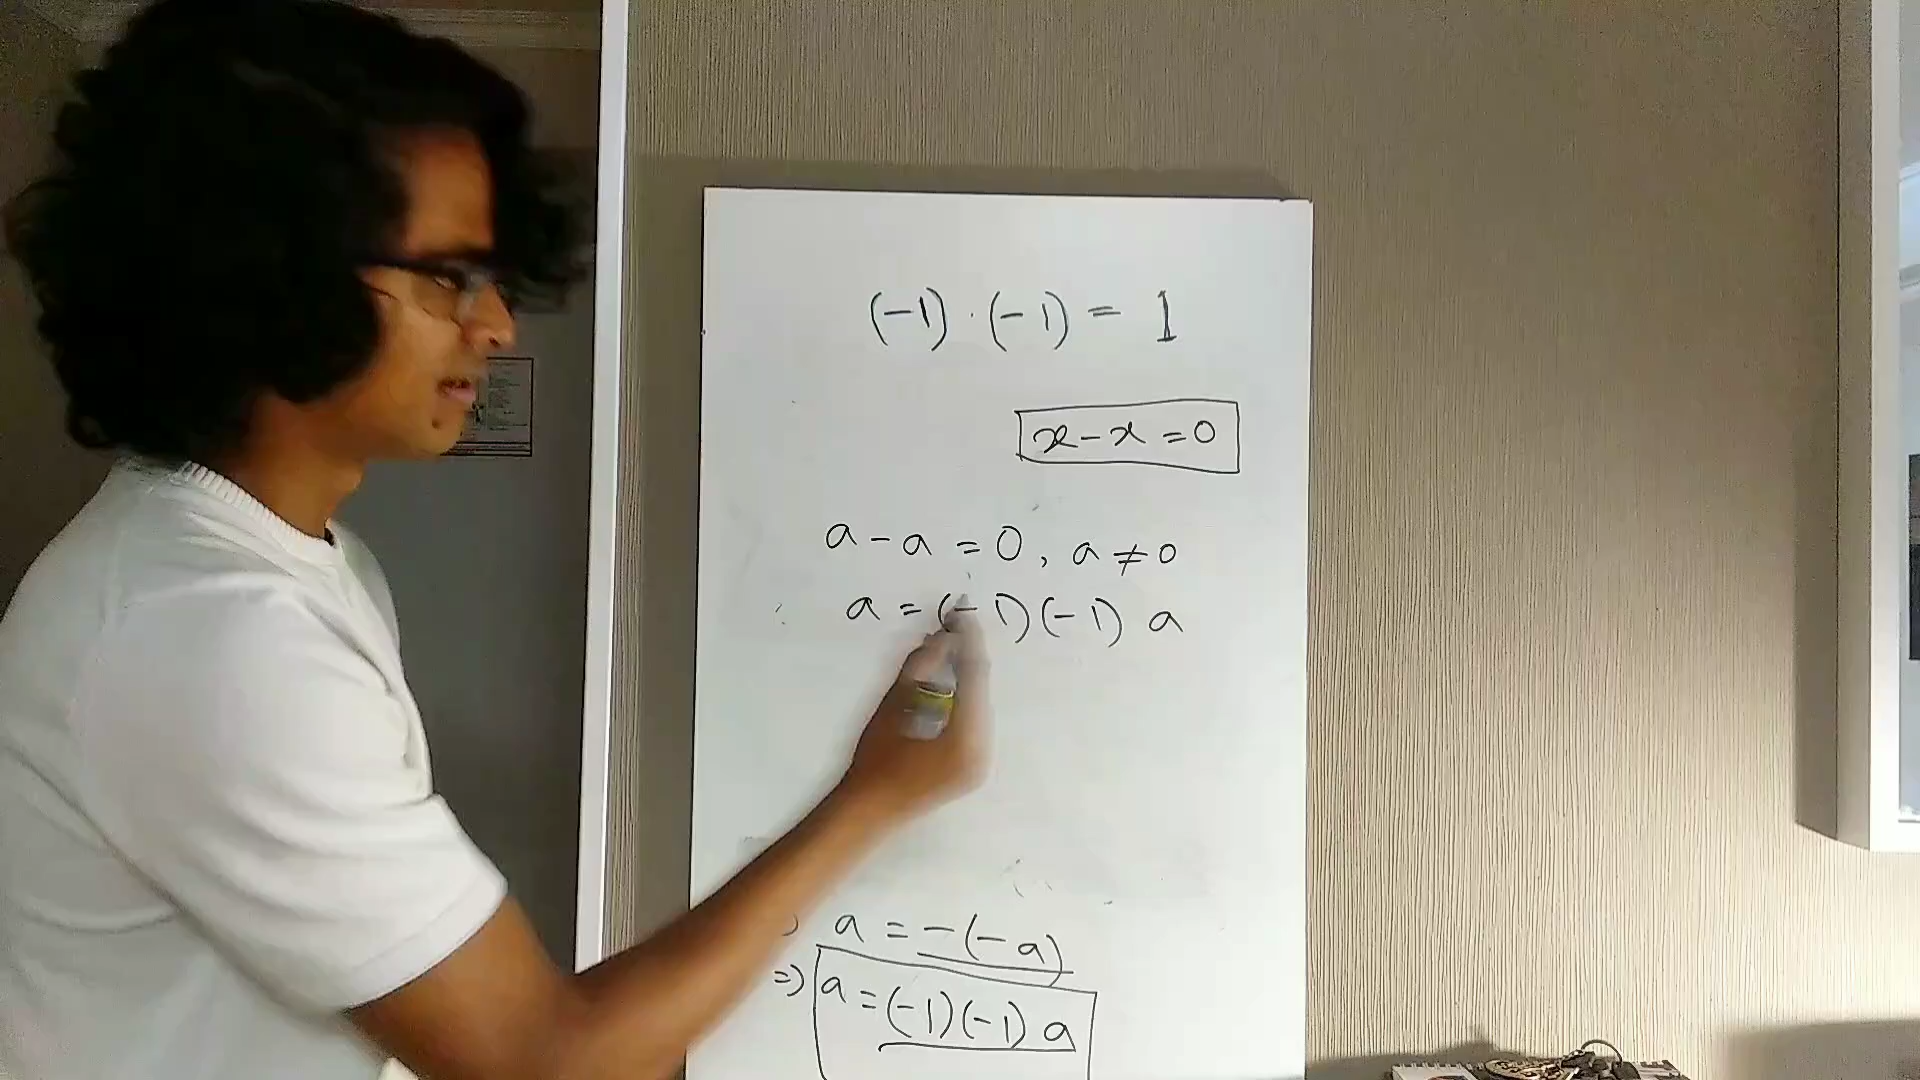 (-1) · (-1) = 1
x - x = 0
a - a = 0, a ≠ 0
a = (-1)(-1) a
a = -(-a)
=> a = (-1)(-1) a